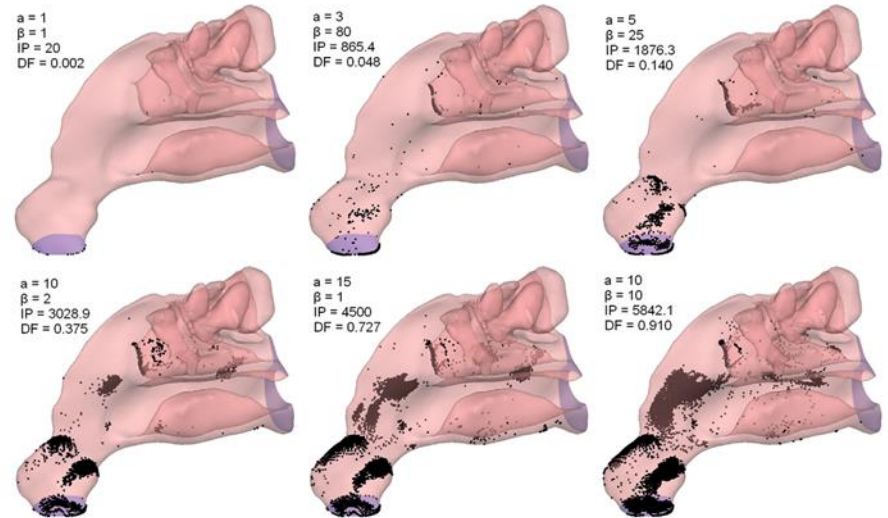 a = 1
β = 1
IP = 20
DF = 0.002
a = 3
β = 80
IP = 865.4
DF = 0.048
a = 5
β = 25
IP = 1876.3
DF = 0.140
a = 10
β = 2
IP = 3028.9
DF = 0.375
a = 15
β = 1
IP = 4500
DF = 0.727
a = 10
β = 10
IP = 5842.1
DF = 0.910